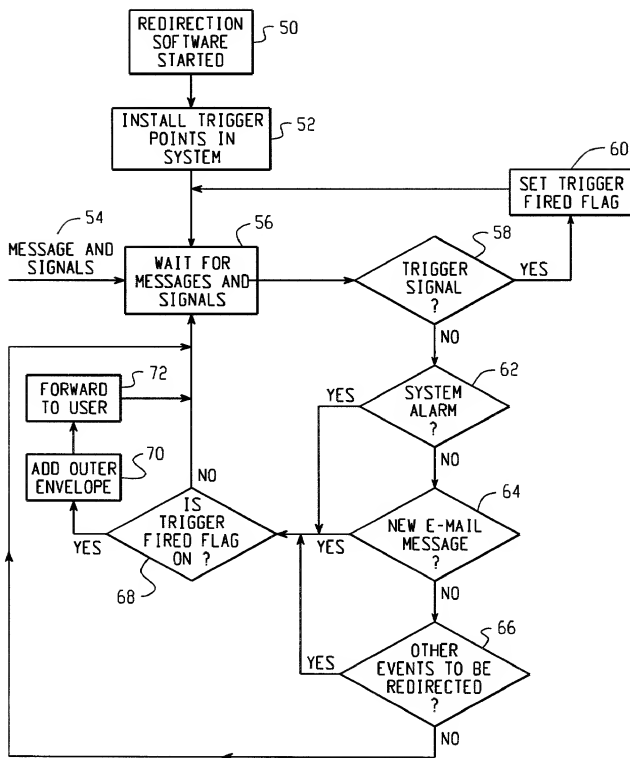 REDIRECTION
SOFTWARE
STARTED
50
INSTALL TRIGGER
POINTS IN
SYSTEM
52
60
SET TRIGGER
FIRED FLAG
54
MESSAGE AND
SIGNALS
56
WAIT FOR
MESSAGES AND
SIGNALS
58
TRIGGER
SIGNAL
?
YES
NO
62
SYSTEM
ALARM
?
YES
NO
72
FORWARD
TO USER
70
ADD OUTER
ENVELOPE
NO
IS
TRIGGER
FIRED FLAG
ON ?
YES
68
64
NEW E-MAIL
MESSAGE
?
YES
NO
66
OTHER
EVENTS TO BE
REDIRECTED
?
YES
NO